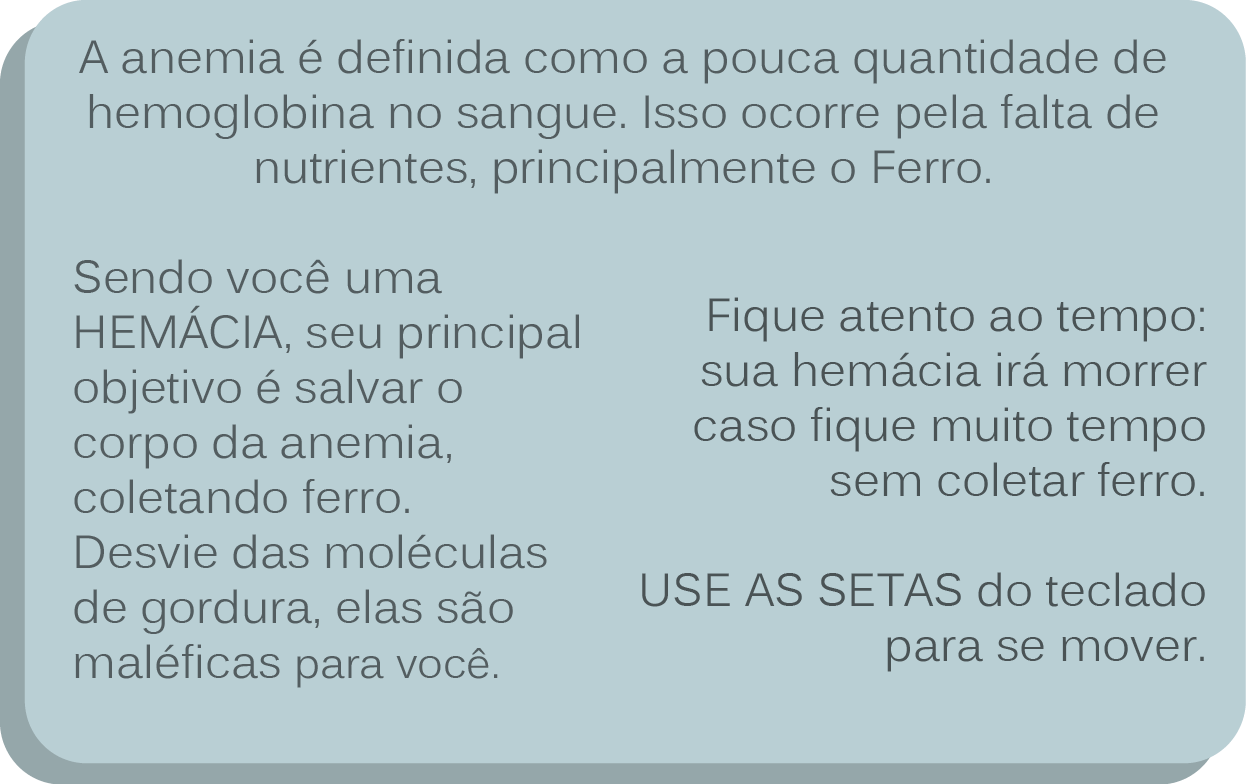 A anemia é definida como a pouca quantidade de
hemoglobina no sangue. Isso ocorre pela falta de
nutrientes, principalmente o Ferro.
Sendo você uma
HEMÁCIA, seu principal
objetivo é salvar o
corpo da anemia,
coletando ferro.
Desvie das moléculas
de gordura, elas são
maléficas para você.
Fique atento ao tempo:
sua hemácia irá morrer
caso fique muito tempo
sem coletar ferro.
USE AS SETAS do teclado
para se mover.